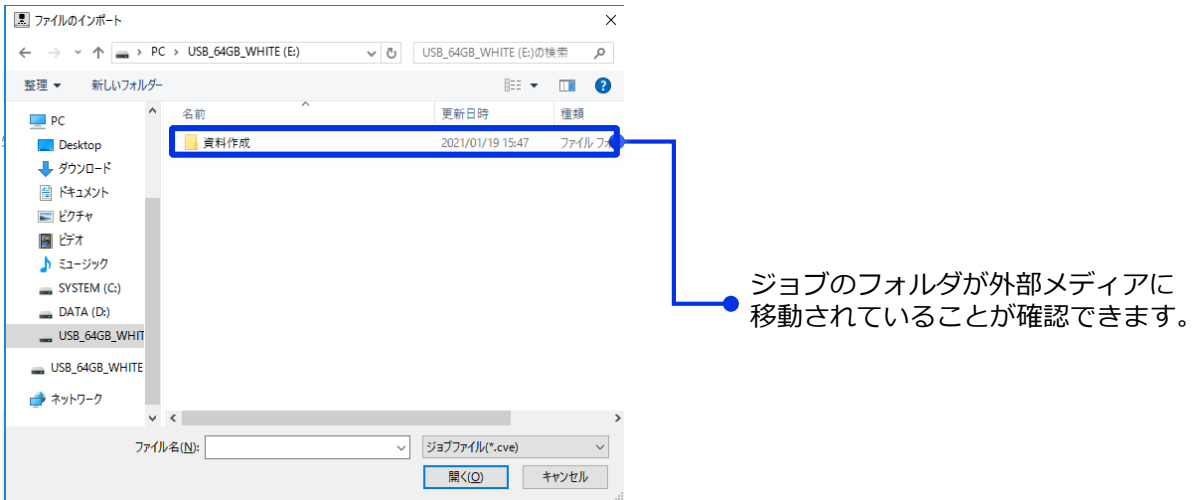 ファイルのインポート
PC › USB_64GB_WHITE (E:)
USB_64GB_WHITE (E:)の検索
整理 新しいフォルダー
名前 更新日時 種類
資料作成 2021/01/19 15:47 ファイル フォ
PC
Desktop
ダウンロード
ドキュメント
ピクチャ
ビデオ
ミュージック
SYSTEM (C:)
DATA (D:)
USB_64GB_WHIT
USB_64GB_WHITE
ネットワーク
ファイル名(N):
ジョブファイル(*.cve)
開く(O) キャンセル
ジョブのフォルダが外部メディアに
移動されていることが確認できます。